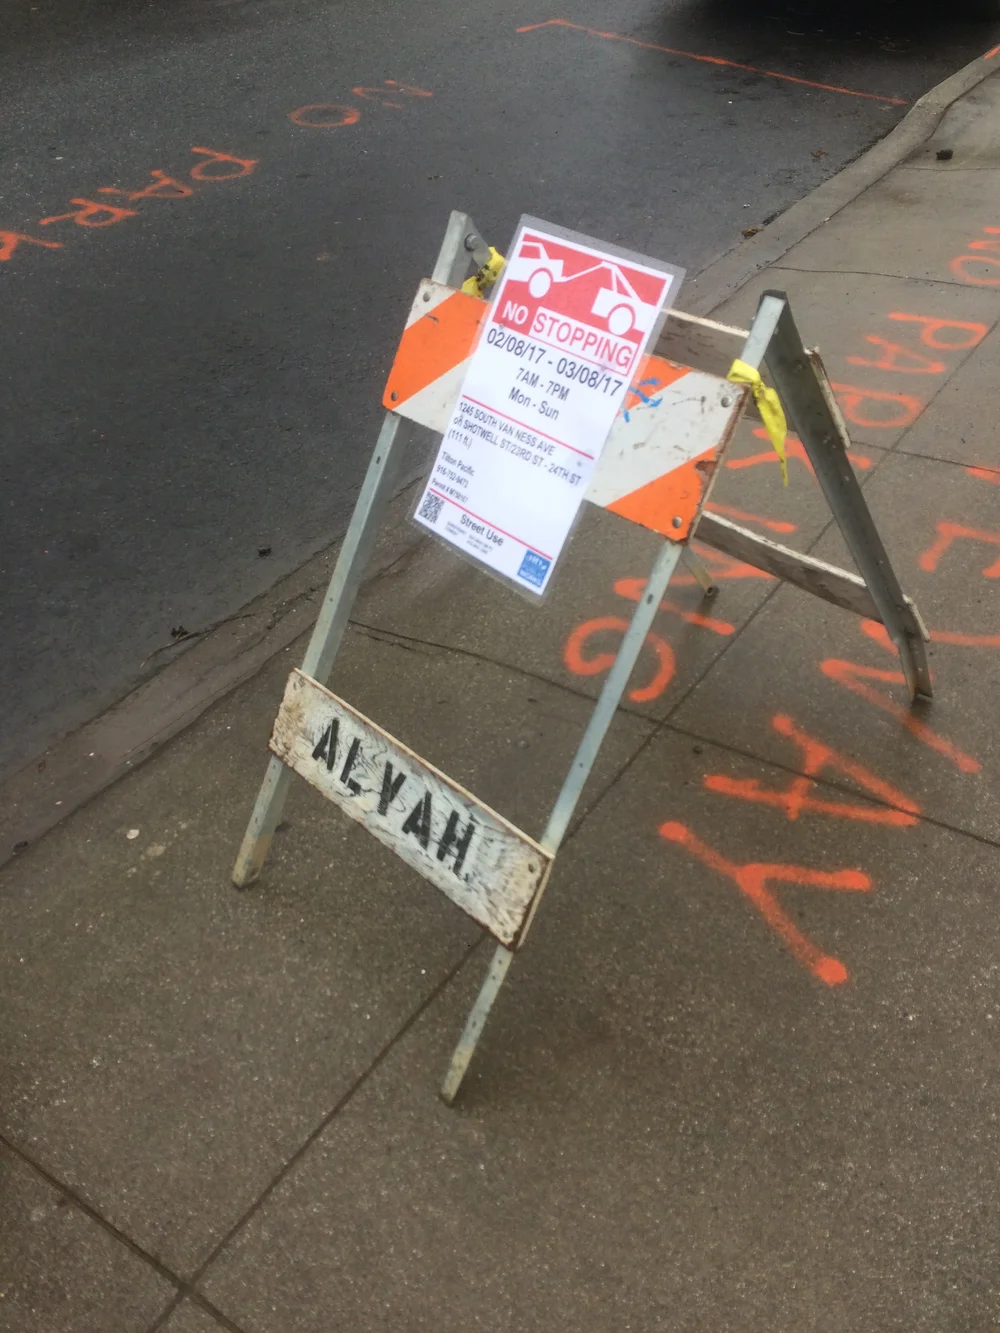 NO
STOPPING
02/08/17 - 03/08/17
7AM - 7PM
Mon - Sun
1245 SOUTH VAN NESS AVE
on SHOTWELL ST/23RD ST - 24TH ST
(111 ft)
Pacific
Street Use
ALYAH
NO
PARK
NO
PARKING